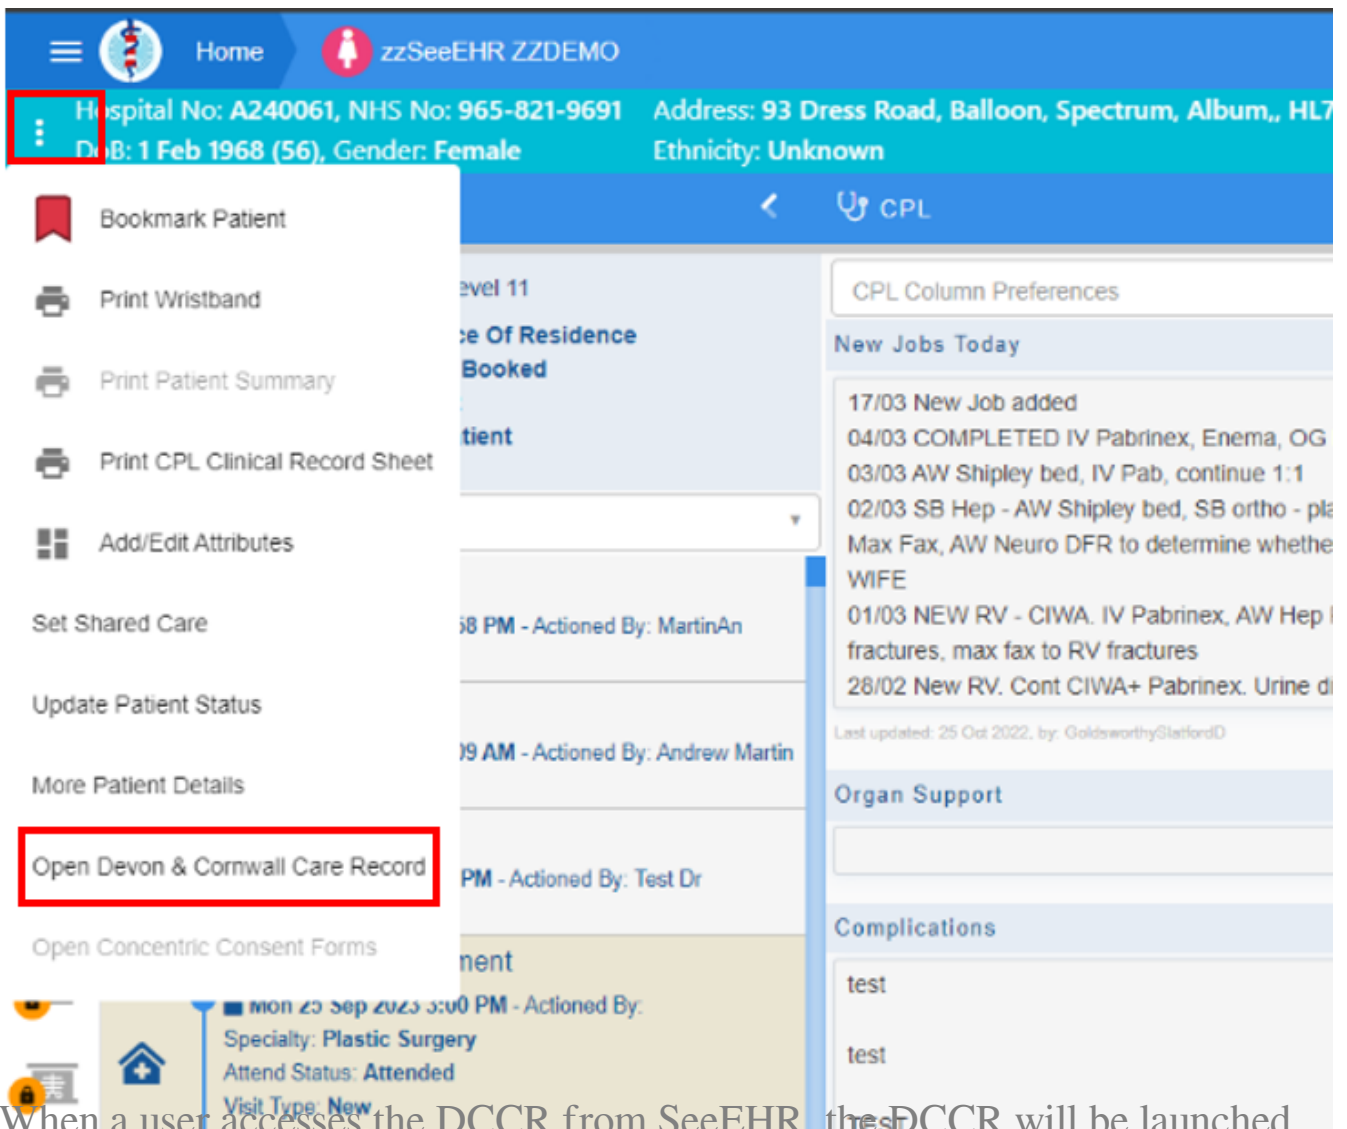 Home
zzSeeEHR ZZDEMO
Hospital No: A240061, NHS No: 965-821-9691 Address: 93 Dress Road, Balloon, Spectrum, Album,, HL7
DoB: 1 Feb 1968 (56), Gender: Female Ethnicity: Unknown
Bookmark Patient
Print Wristband
Print Patient Summary
Print CPL Clinical Record Sheet
Add/Edit Attributes
Set Shared Care
Update Patient Status
More Patient Details
Open Devon & Cornwall Care Record
Open Concentric Consent Forms
evel 11
ce Of Residence
Booked
tient
58 PM - Actioned By: MartinAn
09 AM - Actioned By: Andrew Martin
PM - Actioned By: Test Dr
ment
Mon 25 Sep 2023 3:00 PM - Actioned By:
Specialty: Plastic Surgery
Attend Status: Attended
Visit Type: New
CPL
CPL Column Preferences
New Jobs Today
17/03 New Job added
04/03 COMPLETED IV Pabrinex, Enema, OG
03/03 AW Shipley bed, IV Pab, continue 1:1
02/03 SB Hep - AW Shipley bed, SB ortho - pla
Max Fax, AW Neuro DFR to determine whethe
WIFE
01/03 NEW RV - CIWA. IV Pabrinex, AW Hep
fractures, max fax to RV fractures
28/02 New RV. Cont CIWA+ Pabrinex. Urine di
Last updated: 25 Oct 2022, by: GoldsworthySlatfordD
Organ Support
Complications
test
test
test
When a user accesses the DCCR from SeeEHR, the DCCR will be launched